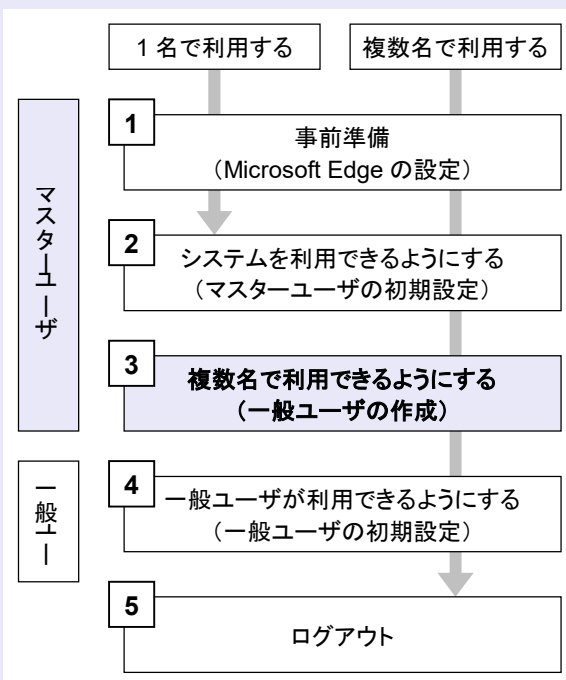 1 名で利用する
複数名で利用する
マスターユーザ
1
事前準備
（Microsoft Edge の設定）
2
システムを利用できるようにする
（マスターユーザの初期設定）
3
複数名で利用できるようにする
（一般ユーザの作成）
一般ユー
4
一般ユーザが利用できるようにする
（一般ユーザの初期設定）
5
ログアウト